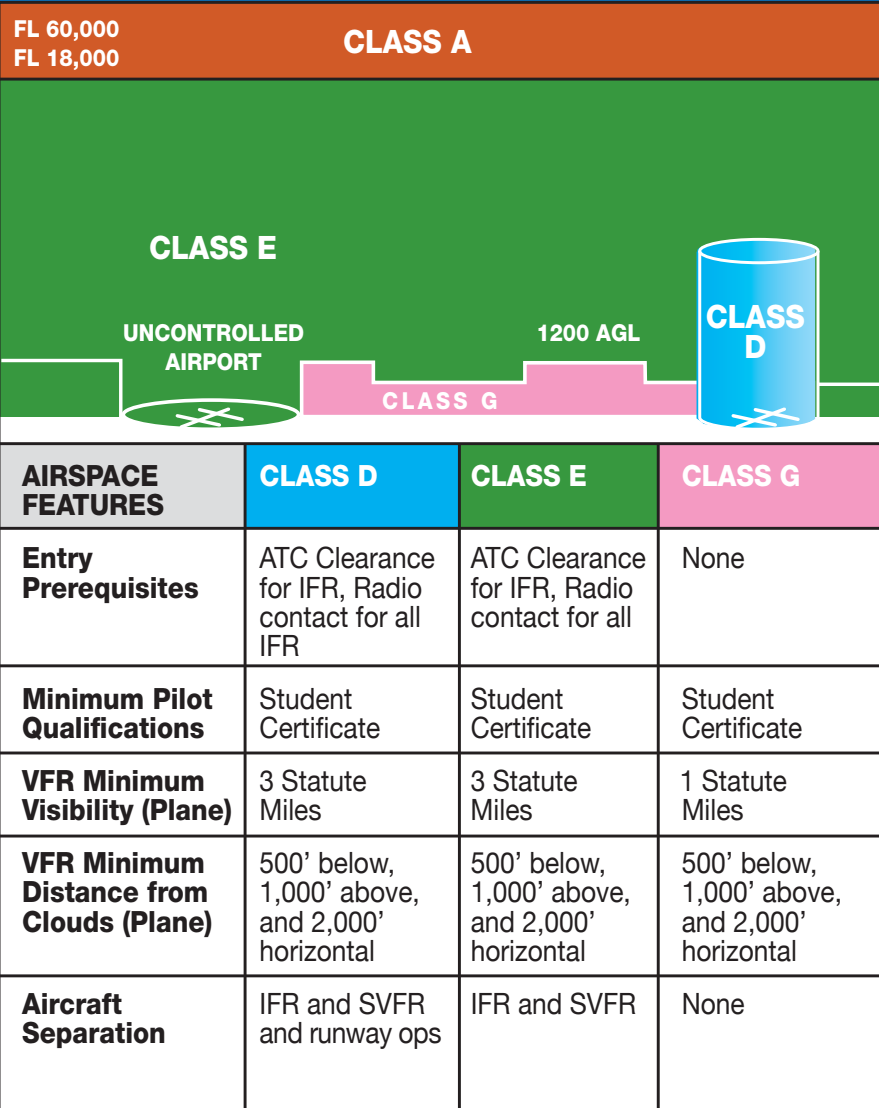 FL 60,000
FL 18,000
CLASS A
CLASS E
UNCONTROLLED
AIRPORT
1200 AGL
CLASS
D
CLASS G
AIRSPACE
FEATURES
CLASS D
CLASS E
CLASS G
Entry
Prerequisites
ATC Clearance
for IFR, Radio
contact for all
IFR
ATC Clearance
for IFR, Radio
contact for all
None
Minimum Pilot
Qualifications
Student
Certificate
Student
Certificate
Student
Certificate
VFR Minimum
Visibility (Plane)
3 Statute
Miles
3 Statute
Miles
1 Statute
Miles
VFR Minimum
Distance from
Clouds (Plane)
500’ below,
1,000’ above,
and 2,000’
horizontal
500’ below,
1,000’ above,
and 2,000’
horizontal
500’ below,
1,000’ above,
and 2,000’
horizontal
Aircraft
Separation
IFR and SVFR
and runway ops
IFR and SVFR
None